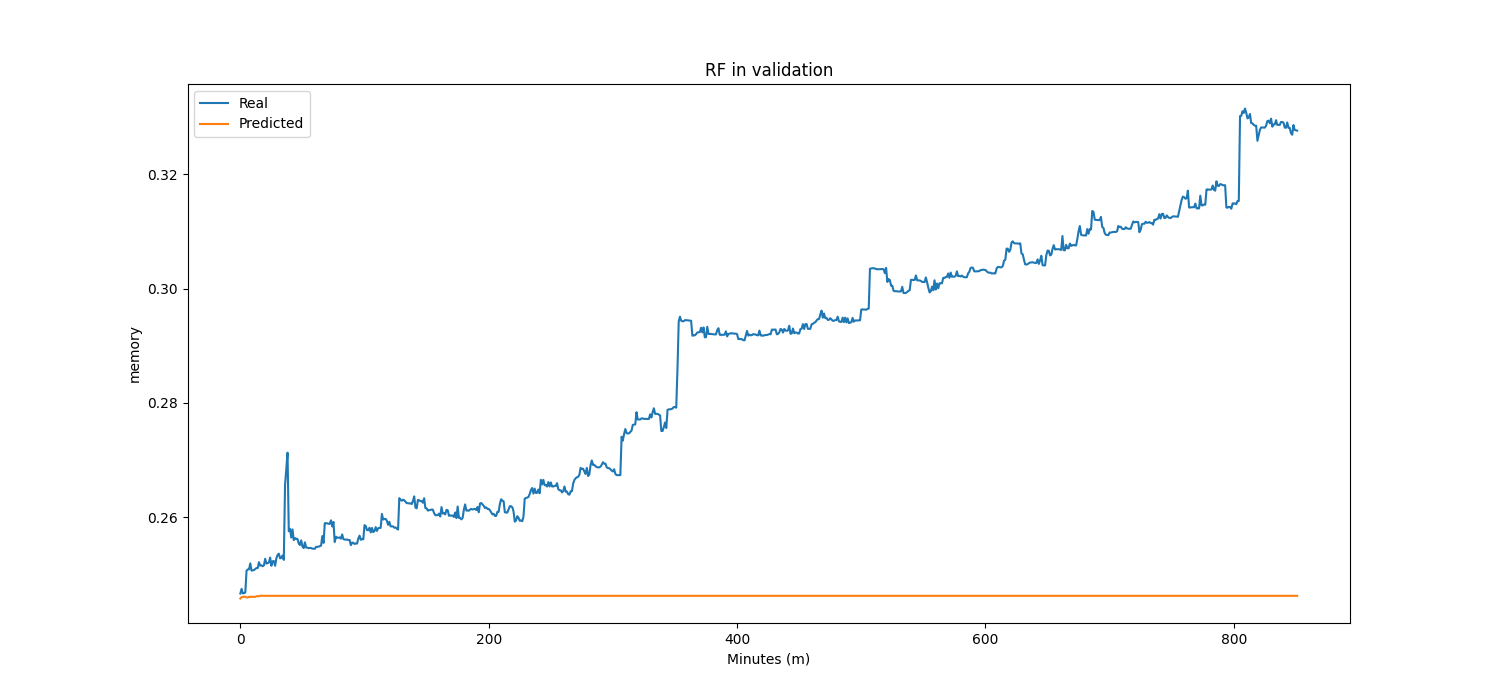 RF in validation
Real
Predicted
0.32
0.30
0.28
0.26
memory
0 200 400 600 800
Minutes (m)